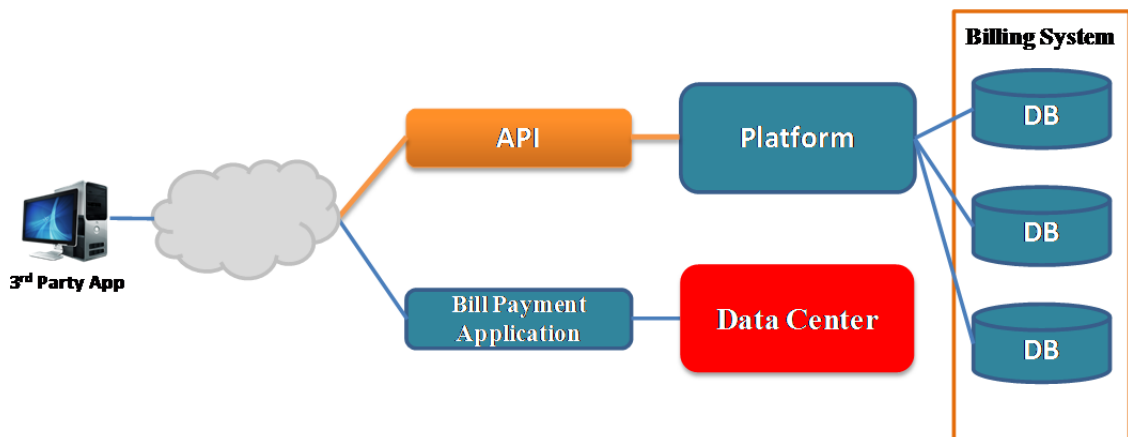 Billing System
DB
API
Platform
DB
3rd Party App
Bill Payment
Application
Data Center
DB